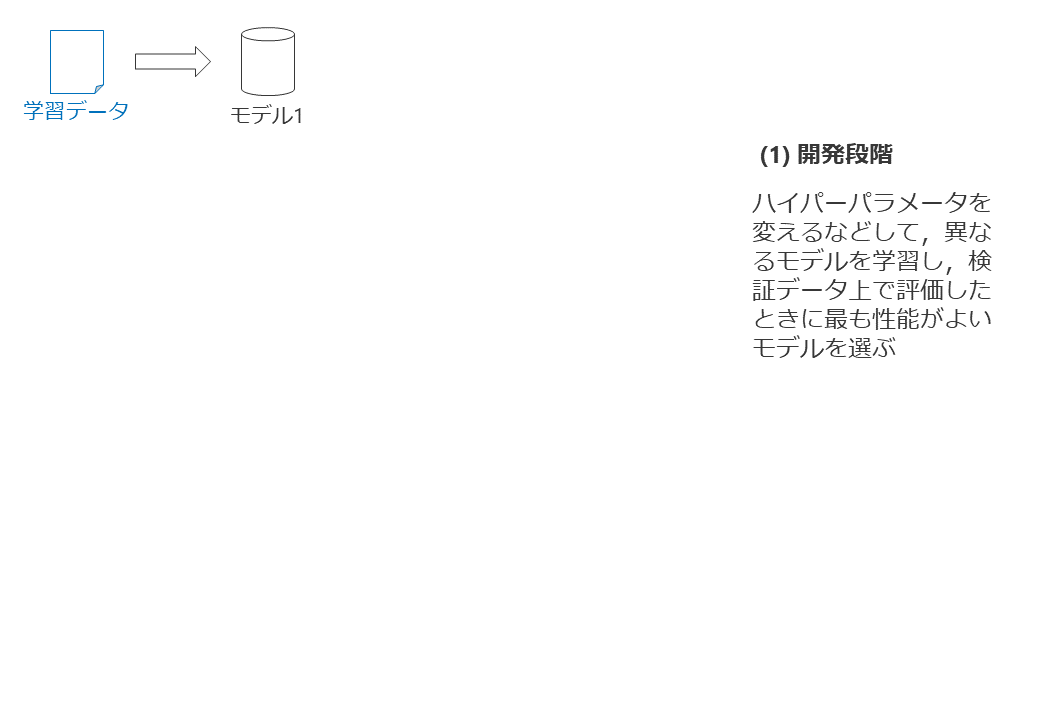 学習データ
モデル1
(1) 開発段階
ハイパーパラメータを
変えるなどして，異な
るモデルを学習し，検
証データ上で評価した
ときに最も性能がよい
モデルを選ぶ